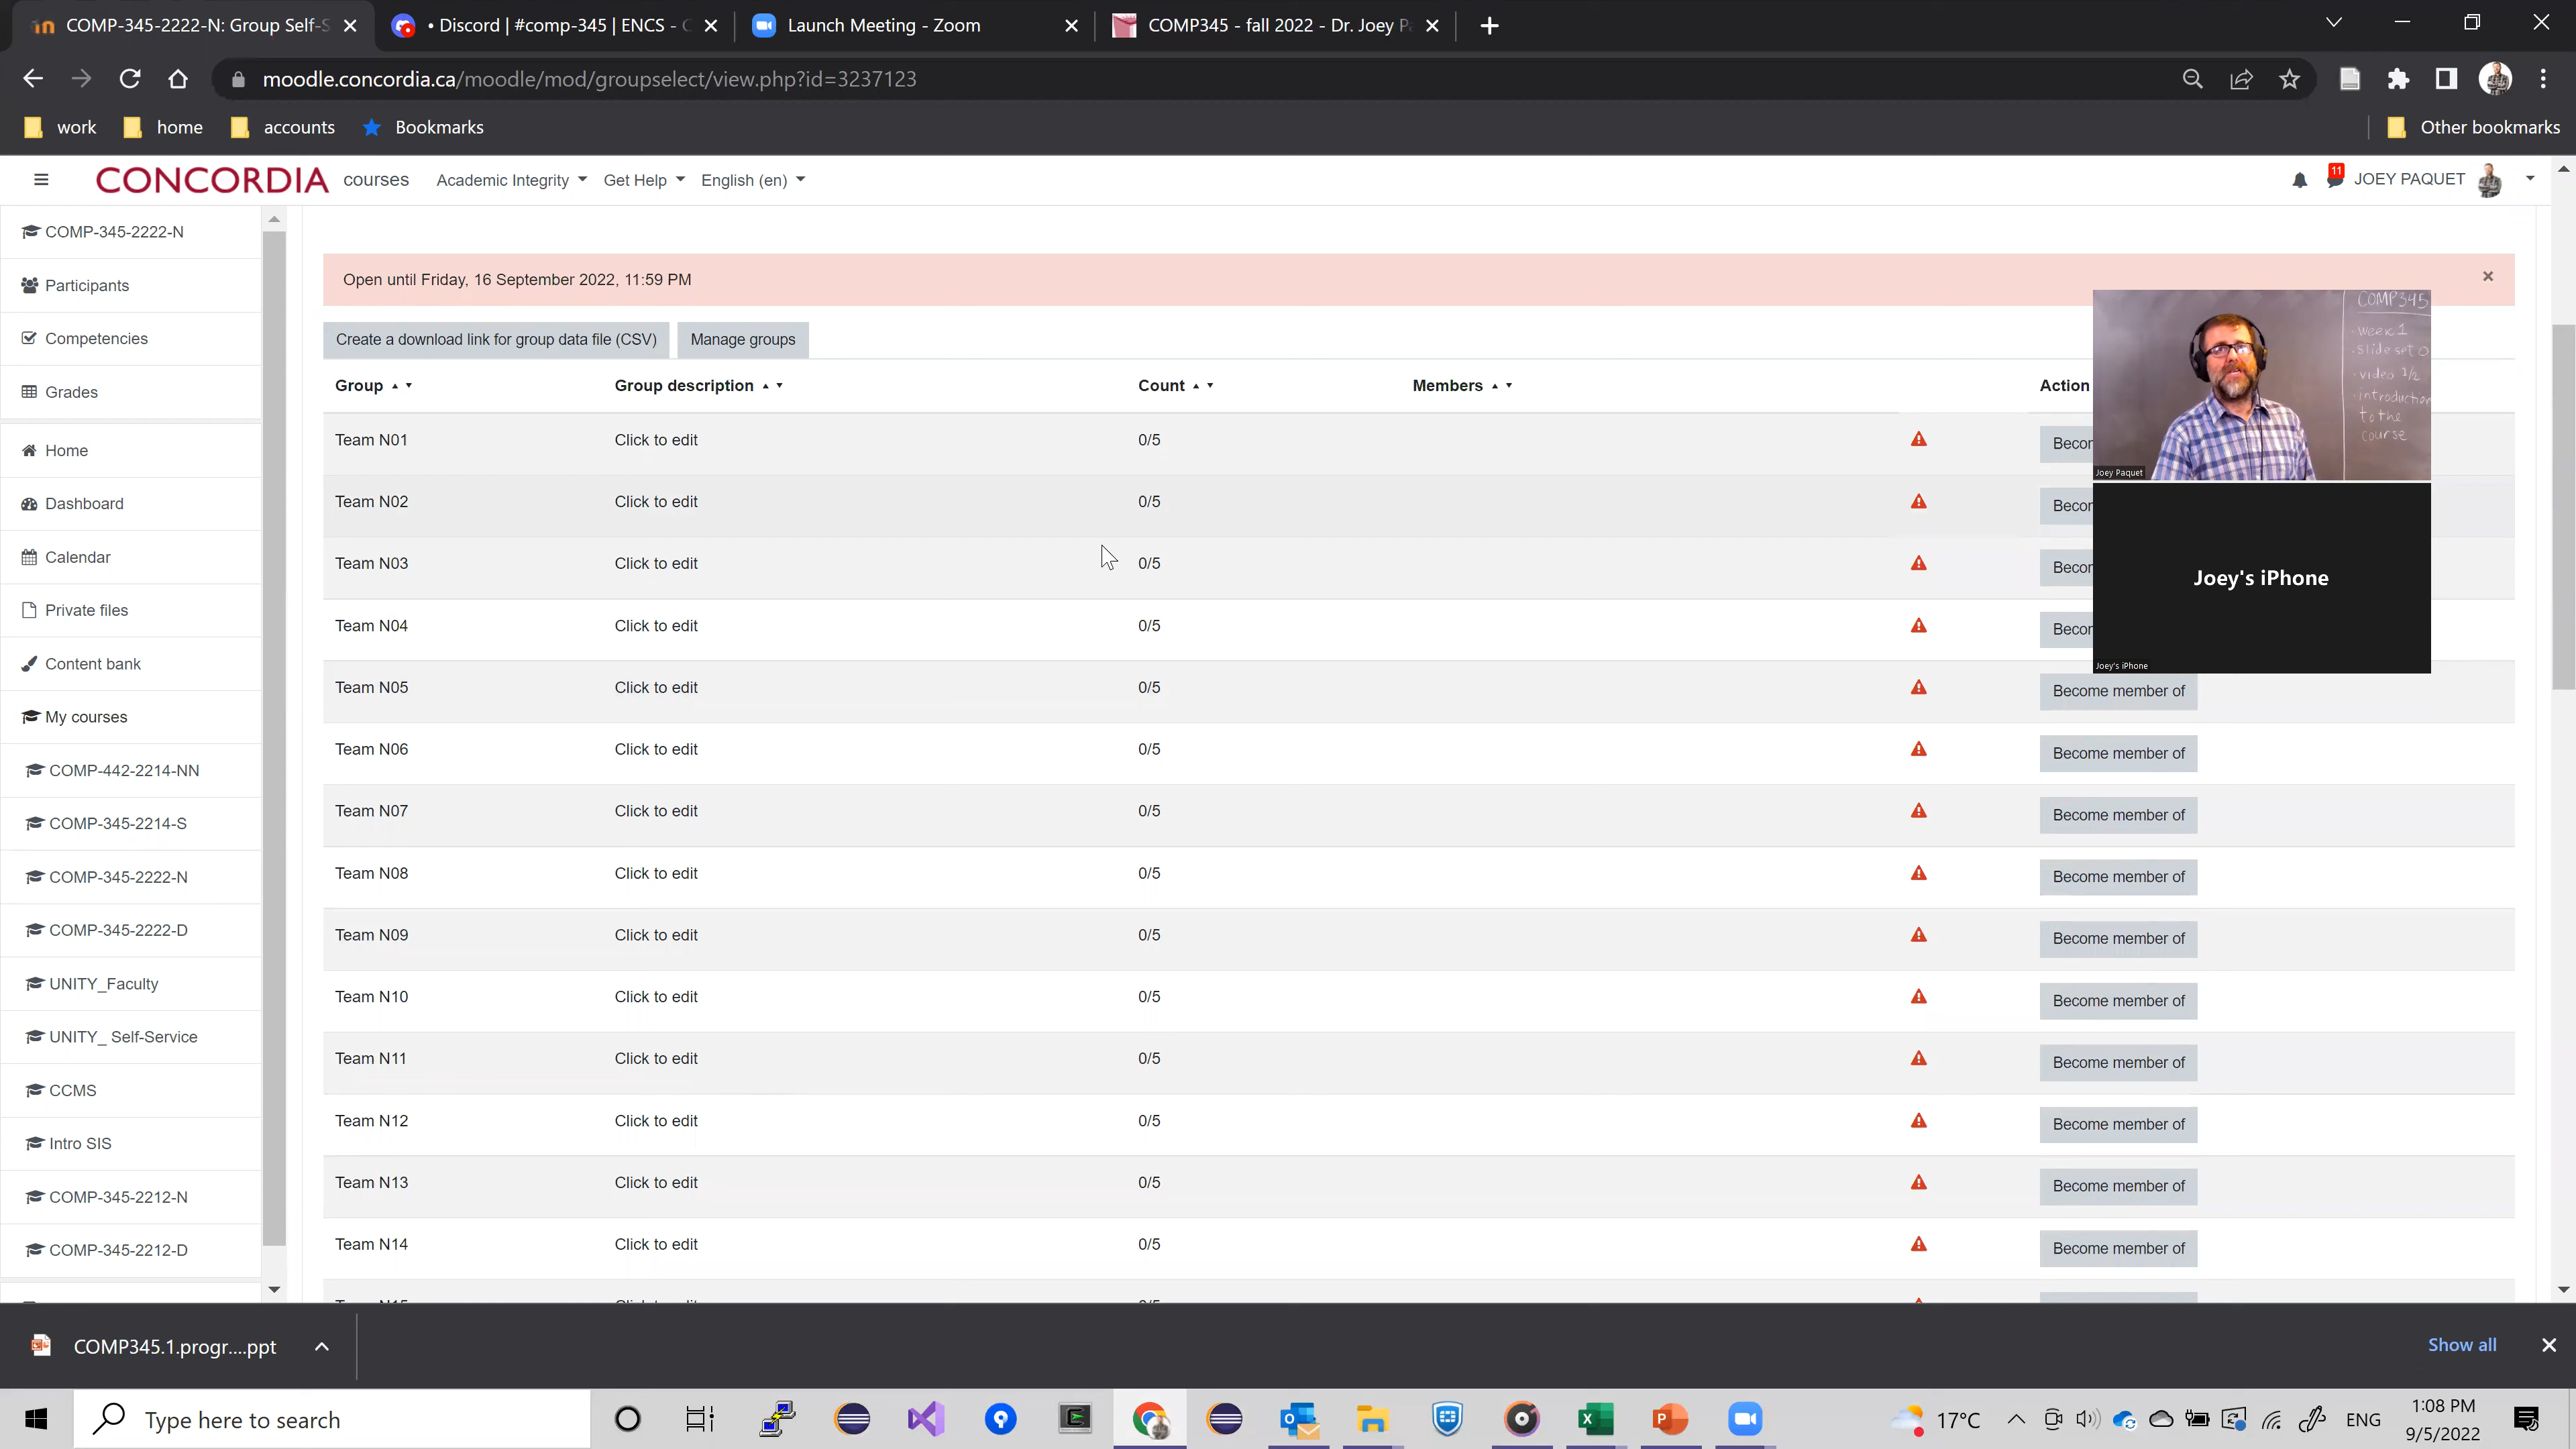 COMP-345-2222-N: Group Self-S
• Discord | #comp-345 | ENCS - C
Launch Meeting - Zoom
COMP345 - fall 2022 - Dr. Joey P
moodle.concordia.ca/moodle/mod/groupselect/view.php?id=3237123
work
home
accounts
Bookmarks
Other bookmarks
CONCORDIA courses Academic Integrity Get Help English (en)
11
JOEY PAQUET
COMP-345-2222-N
Participants
Competencies
Grades
Home
Dashboard
Calendar
Private files
Content bank
My courses
COMP-442-2214-NN
COMP-345-2214-S
COMP-345-2222-N
COMP-345-2222-D
UNITY_Faculty
UNITY_ Self-Service
CCMS
Intro SIS
COMP-345-2212-N
COMP-345-2212-D
Open until Friday, 16 September 2022, 11:59 PM
Create a download link for group data file (CSV) Manage groups
Group Group description Count Members Action
Team N01 Click to edit 0/5 Becor
Team N02 Click to edit 0/5 Becor
Team N03 Click to edit 0/5 Becor
Team N04 Click to edit 0/5 Becor
Team N05 Click to edit 0/5 Become member of
Team N06 Click to edit 0/5 Become member of
Team N07 Click to edit 0/5 Become member of
Team N08 Click to edit 0/5 Become member of
Team N09 Click to edit 0/5 Become member of
Team N10 Click to edit 0/5 Become member of
Team N11 Click to edit 0/5 Become member of
Team N12 Click to edit 0/5 Become member of
Team N13 Click to edit 0/5 Become member of
Team N14 Click to edit 0/5 Become member of
COMP345
- week 1
- slide set 0
- video 1/2
- introduction
to the
course
Joey Paquet
Joey's iPhone
Joey's iPhone
COMP345.1.progr....ppt
Show all
Type here to search
17°C
ENG
1:08 PM
9/5/2022